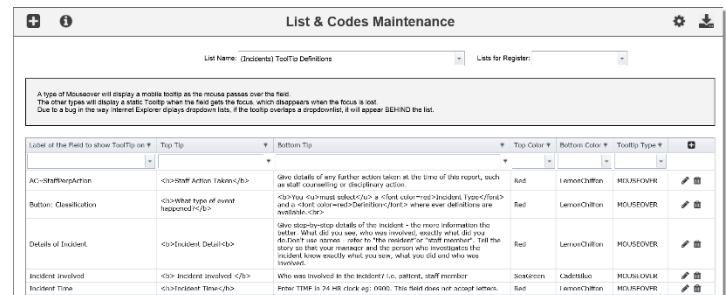 List & Codes Maintenance
List Name: (Incidents) ToolTip Definitions
Lists for Register:
A type of Mouseover will display a mobile tooltip as the mouse passes over the field.
The other types will display a static Tooltip when the field gets the focus, which disappears when the focus is lost.
Due to a bug in the way Internet Explorer diplays dropdown lists, if the tooltip overlaps a dropdownlist, it will appear BEHIND the list.
Label of the Field to show ToolTip on Top Tip Bottom Tip Top Color Bottom Color Tooltip Type
AC-StaffPerpAction <b>Staff Action Taken</b> Give details of any further action taken at the time of this report, such Red LemonChiffon MOUSEOVER
as staff counselling or disciplinary action.
Button: Classification <b>What type of event <b>You <u>must select</u> a <font color=red>Incident Type</font> Red LemonChiffon MOUSEOVER
happened?</b> and a <font color=red>Definition</font> where ever definitions are
available.<br>
Details of Incident <b>Incident Detail<b> Give step-by-step details of the incident - the more information the Red LemonChiffon MOUSEOVER
better. What did you see, who was involved, exactly what did you
do.Don't use names - refer to "the resident"or "staff member". Tell the
story so that your manager and the person who investigates the
incident know exactly what you saw, what you did and who was
involved.
Incident Involved <b> Incident Involved </b> Who was involved in the incident? i.e. patient, staff member SeaGreen CadetBlue MOUSEOVER
Incident Time <b>Incident Time</b> Enter TIME in 24 HR clock eg: 0900. This field does not accept letters. Red LemonChiffon MOUSEOVER